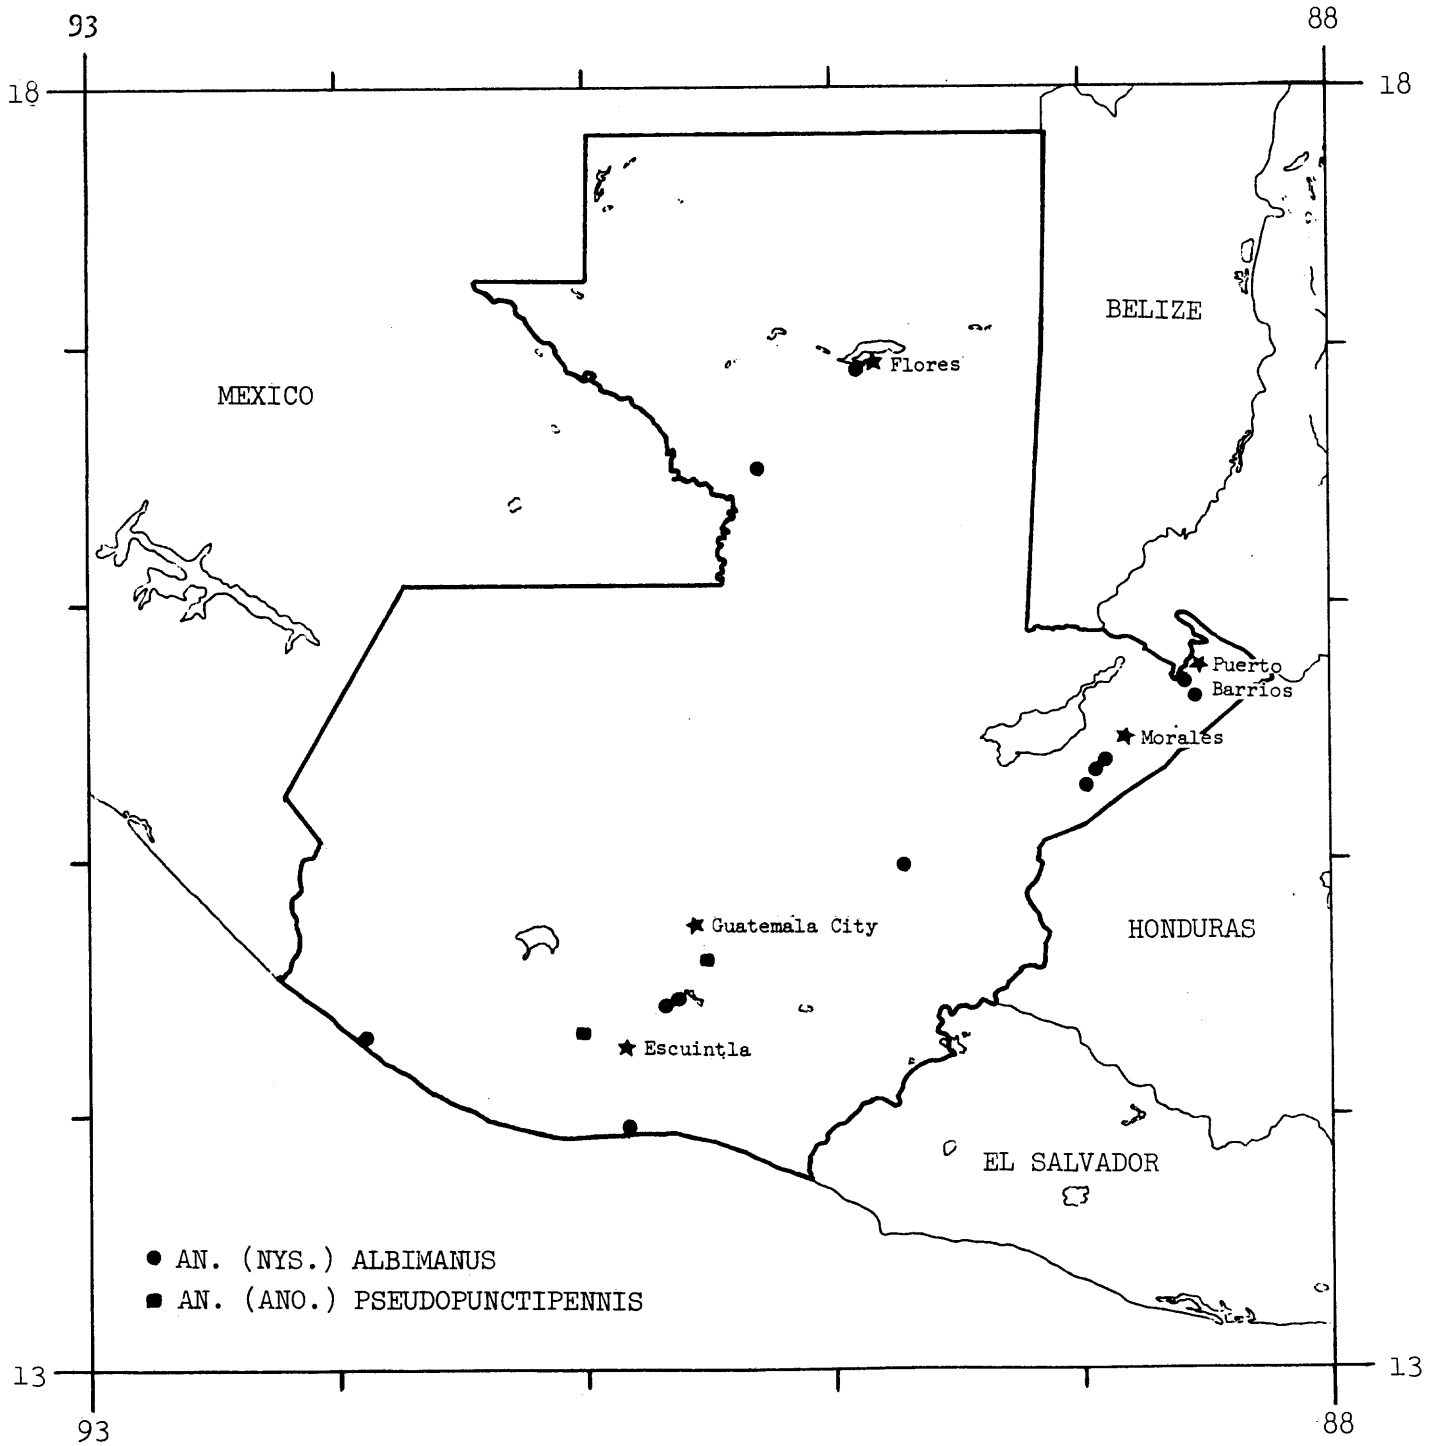 93
88
18
18
BELIZE
Flores
MEXICO
Puerto
Barrios
Morales
Guatemala City
HONDURAS
Escuintla
EL SALVADOR
AN. (NYS.) ALBIMANUS
AN. (ANO.) PSEUDOPUNCTIPENNIS
13
13
93
88